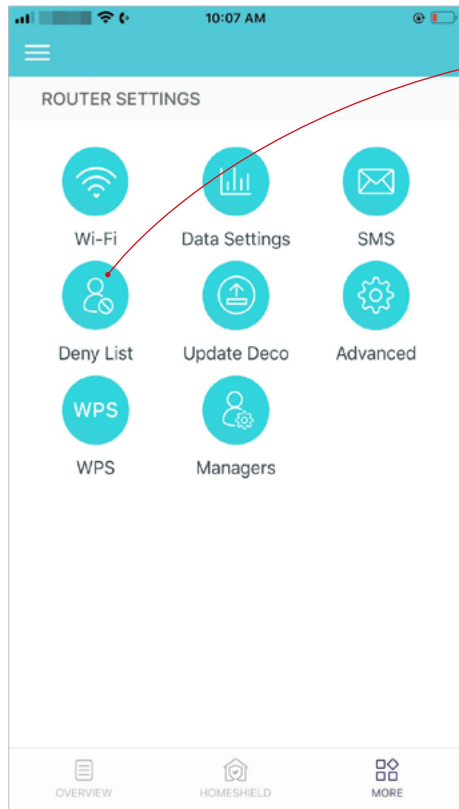 10:07 AM
ROUTER SETTINGS
Wi-Fi Data Settings SMS
Deny List Update Deco Advanced
WPS
WPS Managers
OVERVIEW HOMESHIELD MORE